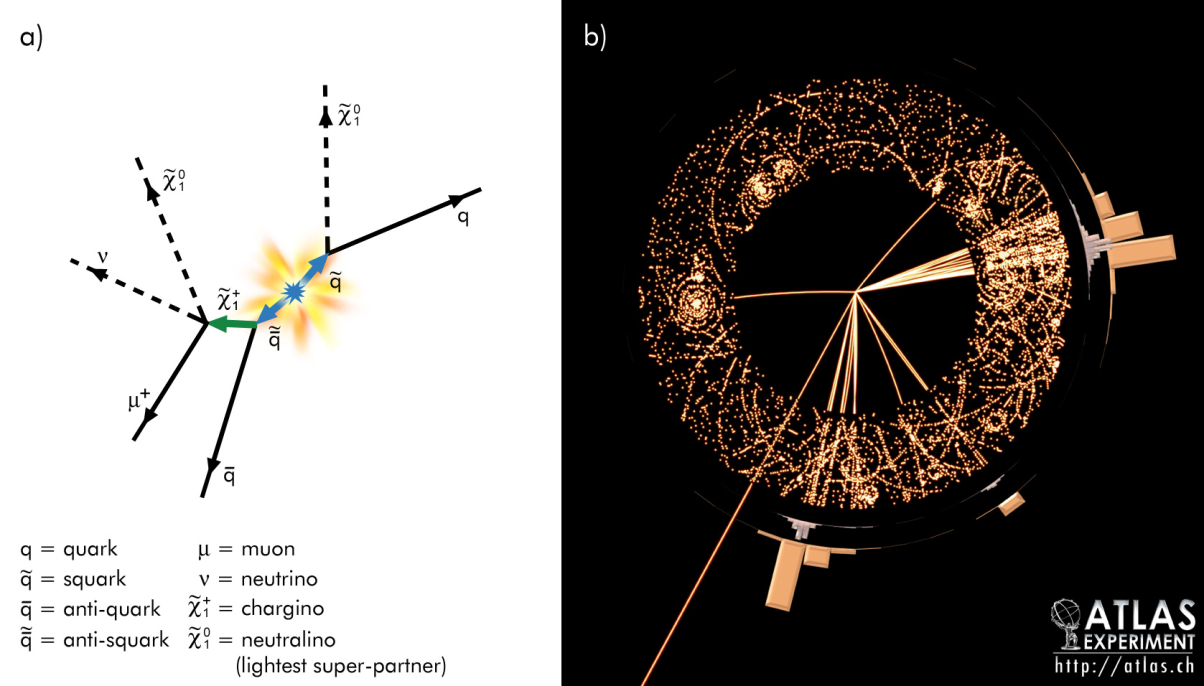 a)
χ̃⁰₁
χ̃⁰₁
q
ν
χ̃⁺₁
q̃
q̃̄
μ⁺
q̄
q = quark
q̃ = squark
q̄ = anti-quark
q̃̄ = anti-squark
μ = muon
ν = neutrino
χ̃⁺₁ = chargino
χ̃⁰₁ = neutralino
(lightest super-partner)
b)
ATLAS
EXPERIMENT
http://atlas.ch